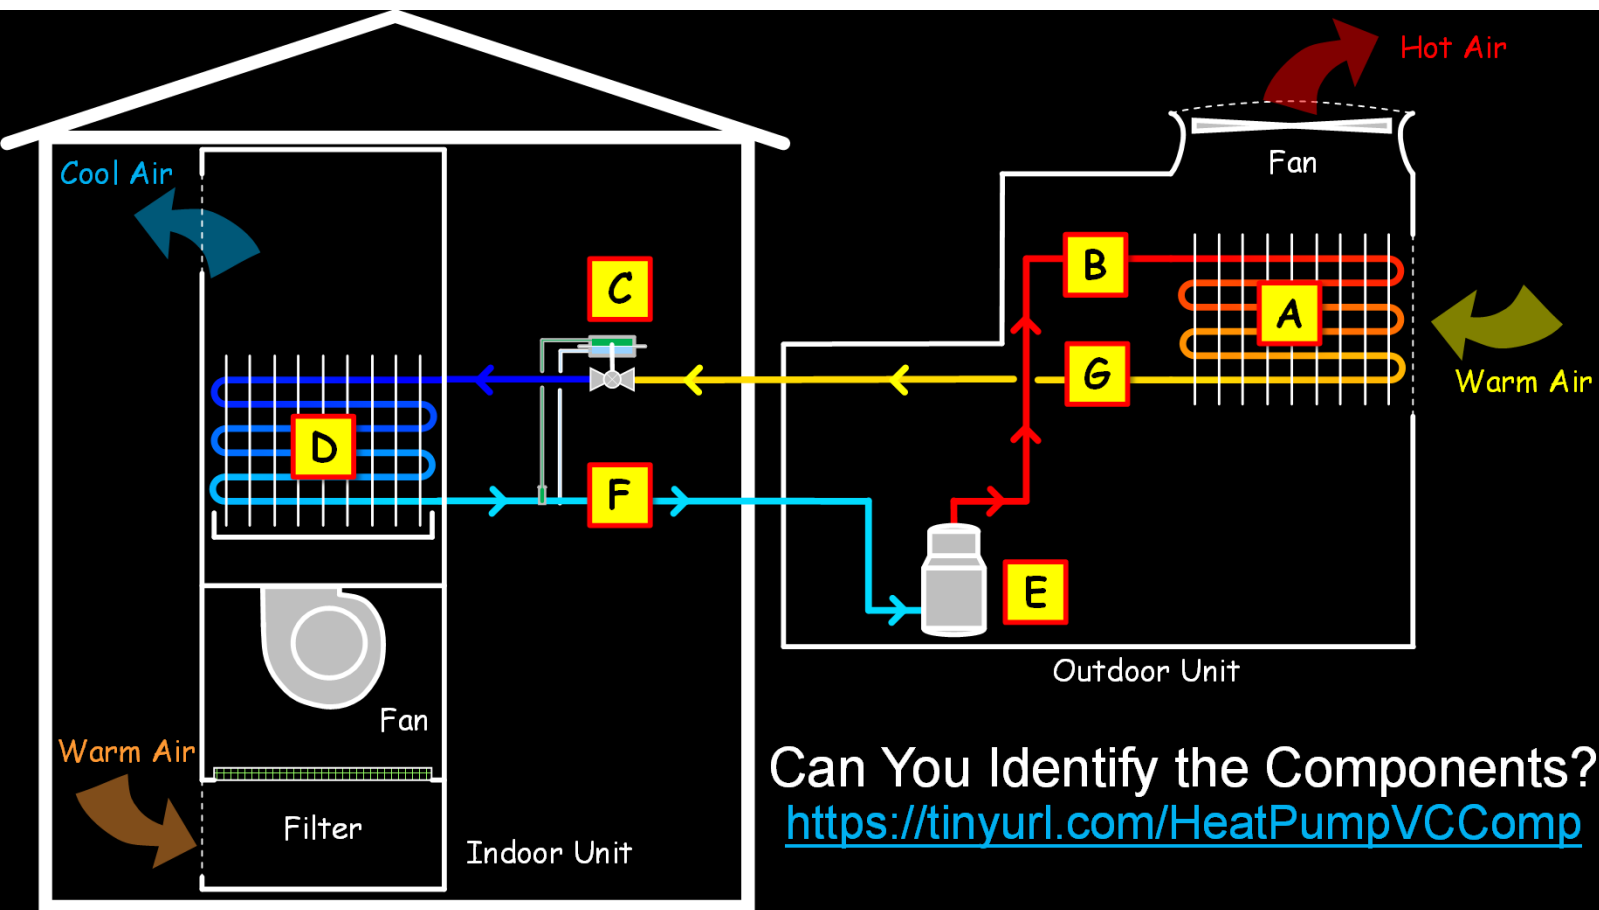 Hot Air
Cool Air
Fan
B
C
A
G
Warm Air
D
F
E
Outdoor Unit
Fan
Warm Air
Filter
Indoor Unit
Can You Identify the Components?
https://tinyurl.com/HeatPumpVCComp